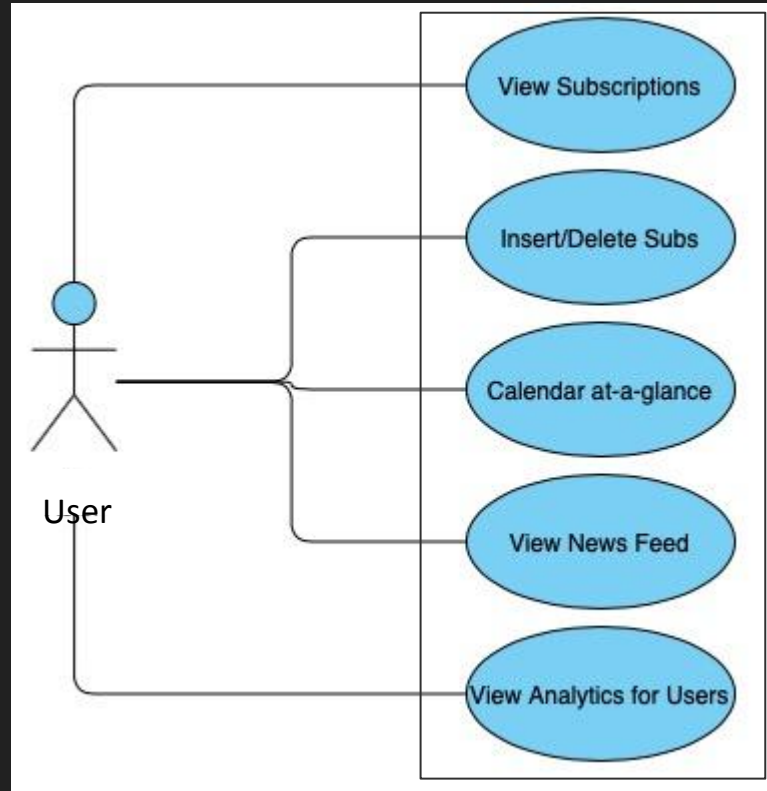 View Subscriptions
Insert/Delete Subs
Calendar at-a-glance
User
View News Feed
View Analytics for Users